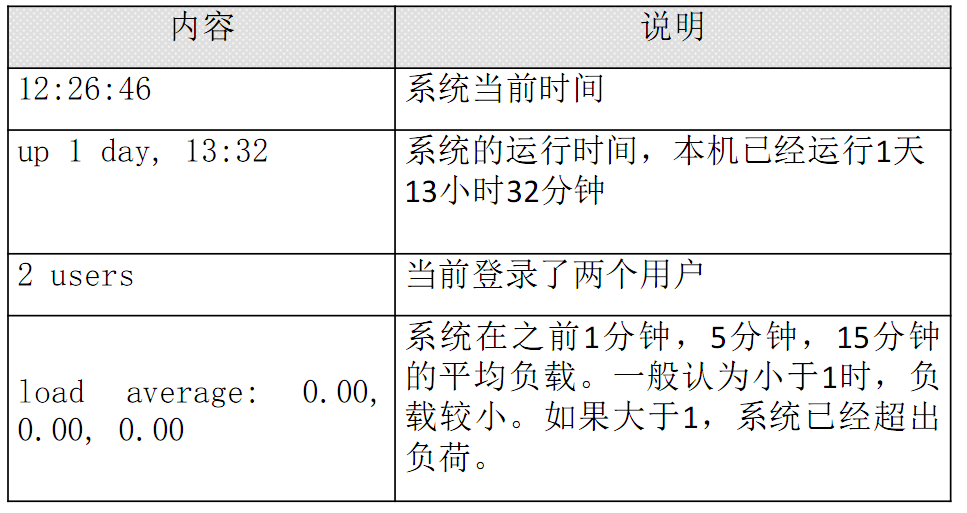 内容
说明
12:26:46
系统当前时间
up 1 day, 13:32
系统的运行时间，本机已经运行1天
13小时32分钟
2 users
当前登录了两个用户
load average: 0.00,
0.00, 0.00
系统在之前1分钟，5分钟，15分钟
的平均负载。一般认为小于1时，负
载较小。如果大于1，系统已经超出
负荷。